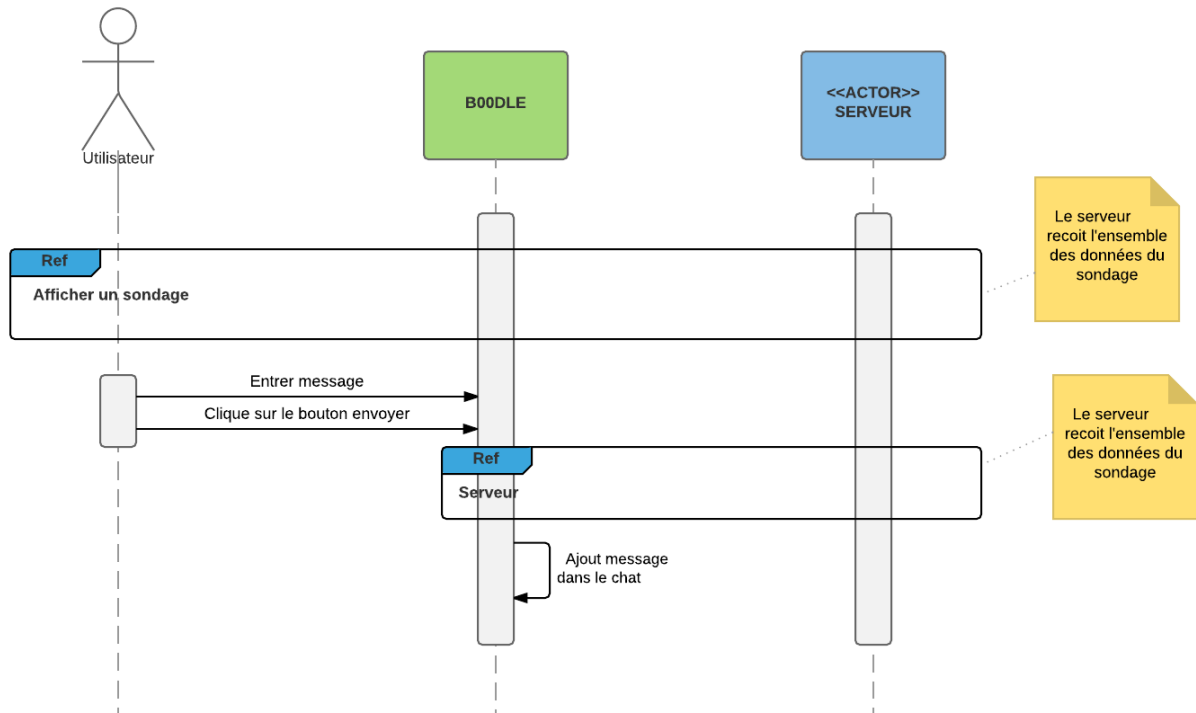 Utilisateur
B00DLE
<<ACTOR>>
SERVEUR
Le serveur
recoit l'ensemble
des données du
sondage
Ref
Afficher un sondage
Entrer message
Clique sur le bouton envoyer
Le serveur
recoit l'ensemble
des données du
sondage
Ref
Serveur
Ajout message
dans le chat